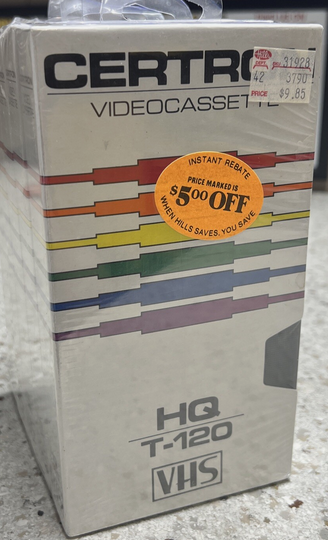 CERTRO
VIDEOCASSETTE
31928
42 3790
PRICE $9.85
INSTANT REBATE
PRICE MARKED IS
$5.00 OFF
WHEN HILLS SAVES, YOU SAVE
HQ
T-120
VHS